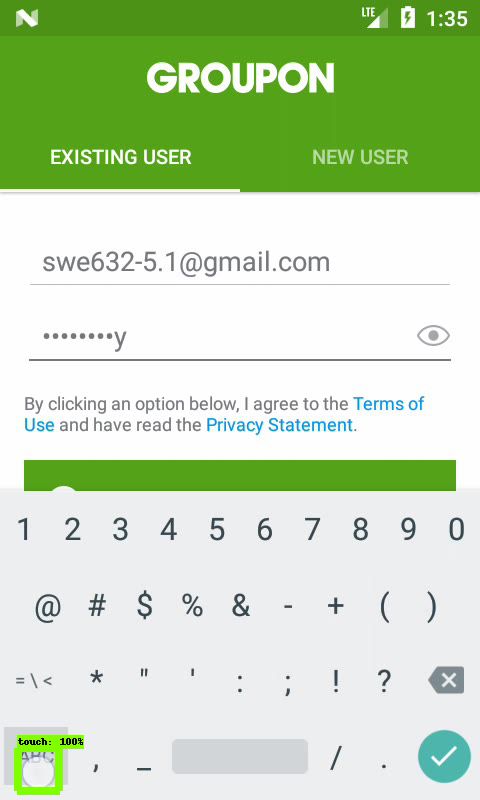 LTE 1:35
GROUPON
EXISTING USER NEW USER
swe632-5.1@gmail.com
••••••••y
By clicking an option below, I agree to the Terms of
Use and have read the Privacy Statement.
1 2 3 4 5 6 7 8 9 0
@ # $ % & - + ( )
= \ < * " ' : ; ! ?
touch: 100%
ABC , _ / .